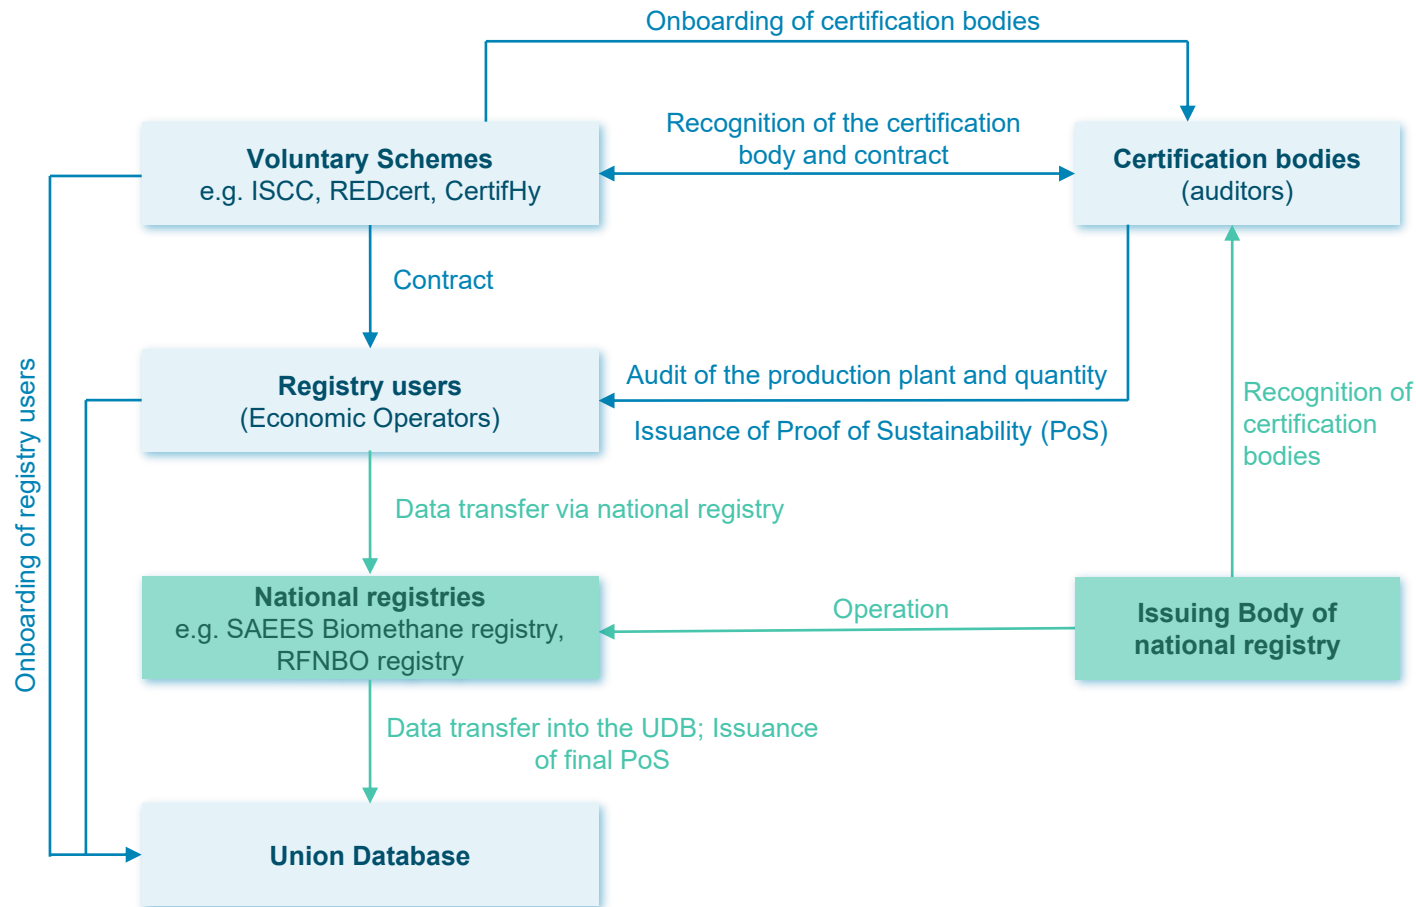 Onboarding of certification bodies
Voluntary Schemes
e.g. ISCC, REDcert, CertifHy
Recognition of the certification
body and contract
Certification bodies
(auditors)
Contract
Onboarding of registry users
Registry users
(Economic Operators)
Audit of the production plant and quantity
Issuance of Proof of Sustainability (PoS)
Recognition of
certification
bodies
Data transfer via national registry
National registries
e.g. SAEES Biomethane registry,
RFNBO registry
Operation
Issuing Body of
national registry
Data transfer into the UDB; Issuance
of final PoS
Union Database